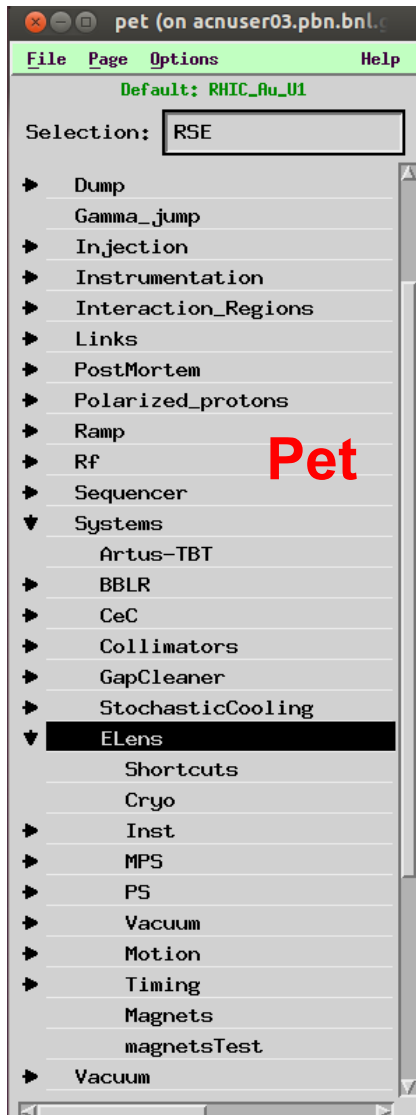 pet (on acnuser03.pbn.bnl.g
File Page Options Help
Default: RHIC_Au_U1
Selection: RSE
Dump
Gamma_jump
Injection
Instrumentation
Interaction_Regions
Links
PostMortem
Polarized_protons
Ramp
Pet
Rf
Sequencer
Systems
Artus-TBT
BBLR
CeC
Collimators
GapCleaner
StochasticCooling
ELens
Shortcuts
Cryo
Inst
MPS
PS
Vacuum
Motion
Timing
Magnets
magnetsTest
Vacuum